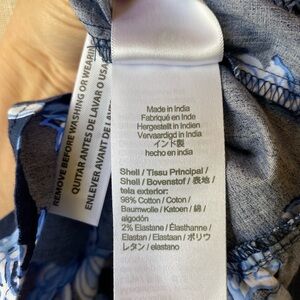 Made in India
Fabriqué en Inde
Hergestellt in Indien
Vervaardigd in India
インド製
hecho en india
Shell / Tissu Principal /
Shell / Bovenstof / 表地 /
tela exterior:
98% Cotton / Coton /
Baumwolle / Katoen / 綿 /
algodón
2% Elastane / Élasthanne /
Elastan / Elastaan / ポリウ
レタン / elastano
REMOVE BEFORE WASHING OR WEARING
QUITAR ANTES DE LAVAR O USAR
ENLEVER AVANT DE